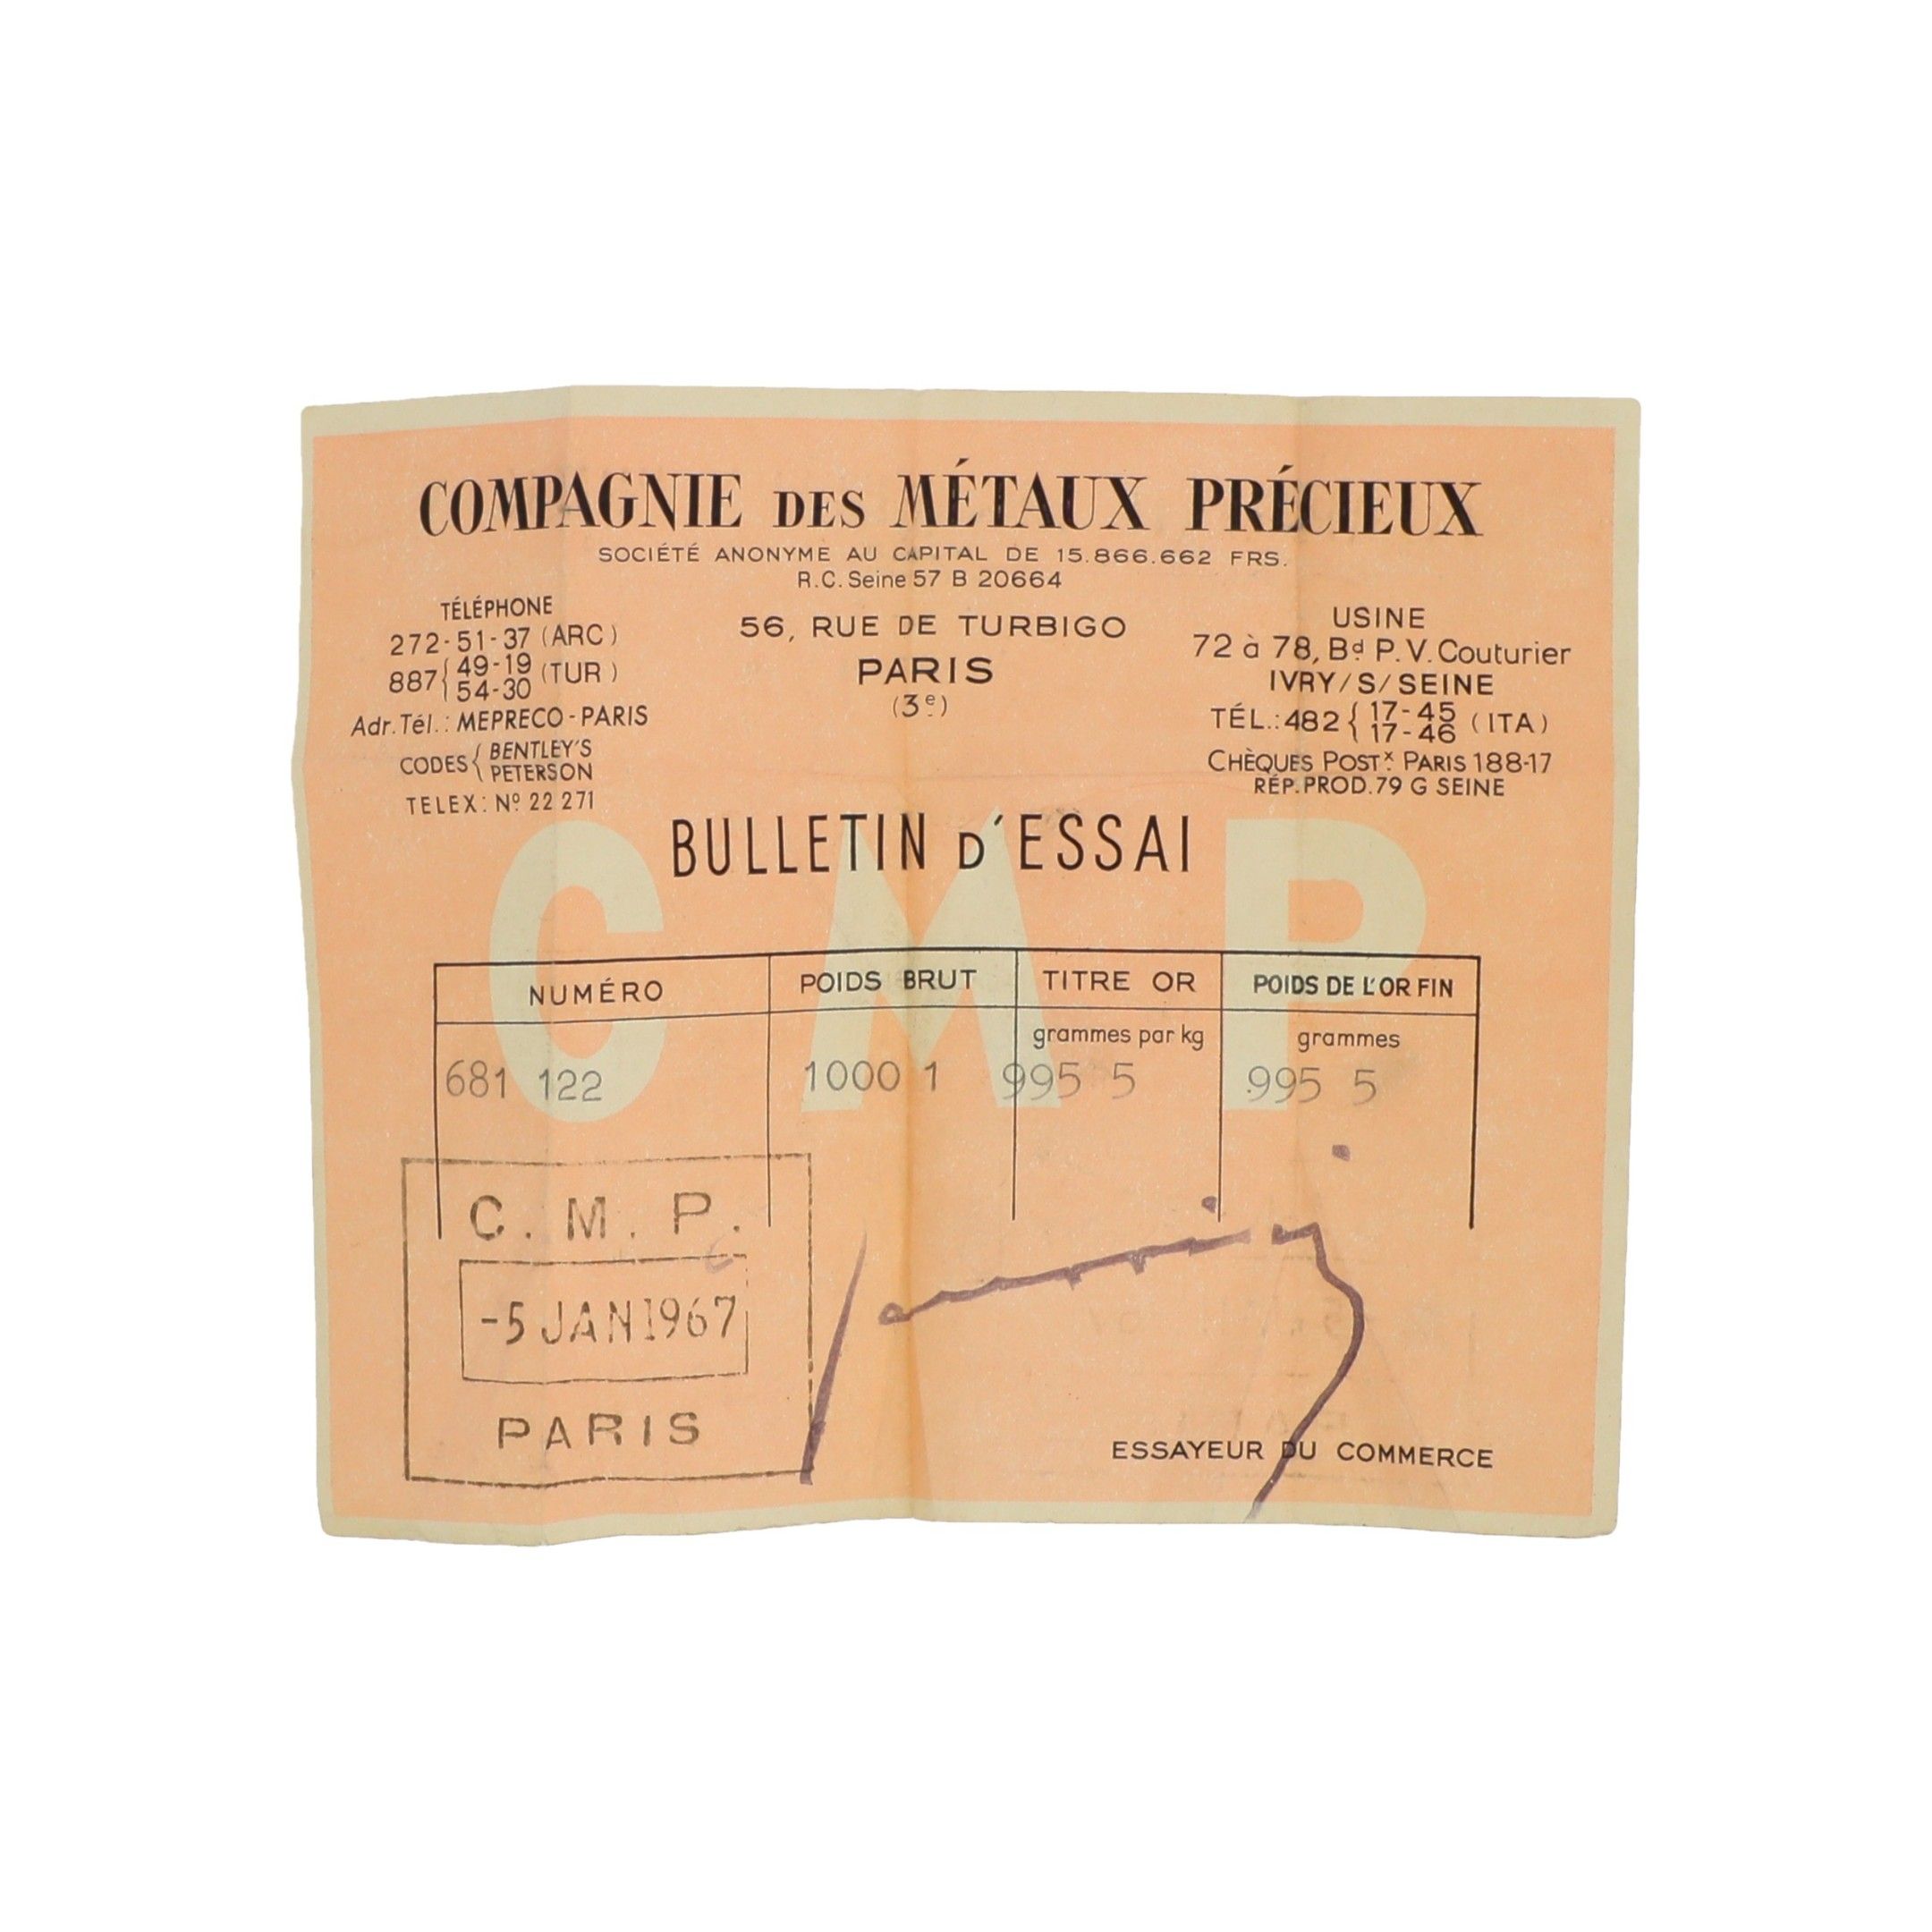 COMPAGNIE DES MÉTAUX PRÉCIEUX
SOCIÉTÉ ANONYME AU CAPITAL DE 15.866.662 FRS.
R.C. Seine 57 B 20664
TÉLÉPHONE
272-51-37 (ARC)
887 { 49-19 (TUR)
54-30
Adr. Tél.: MEPRECO-PARIS
CODES { BENTLEY'S
PETERSON
TELEX: Nº 22 271
56, RUE DE TURBIGO
PARIS
(3e)
USINE
72 à 78, Bd P. V. Couturier
IVRY/S/SEINE
TÉL.: 482 { 17-45 (ITA)
17-46
CHÈQUES POSTx PARIS 188-17
RÉP. PROD. 79 G SEINE
BULLETIN D'ESSAI
CMP
NUMÉRO POIDS BRUT TITRE OR POIDS DE L'OR FIN
grammes par kg grammes
681 122 1000 1 995 5 995 5
C. M. P.
-5 JAN 1967
PARIS
ESSAYEUR DU COMMERCE